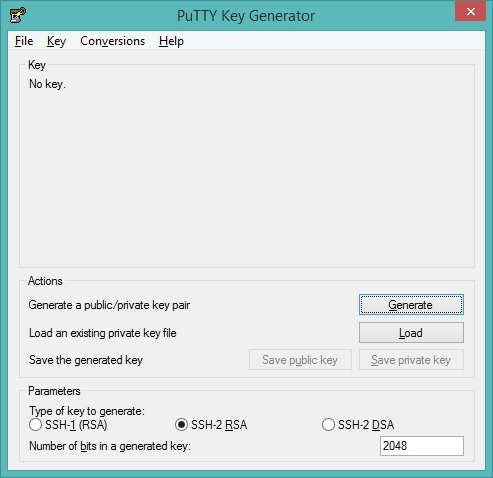 PuTTY Key Generator
File Key Conversions Help
Key
No key.
Actions
Generate a public/private key pair Generate
Load an existing private key file Load
Save the generated key Save public key Save private key
Parameters
Type of key to generate:
SSH-1 (RSA) SSH-2 RSA SSH-2 DSA
Number of bits in a generated key: 2048